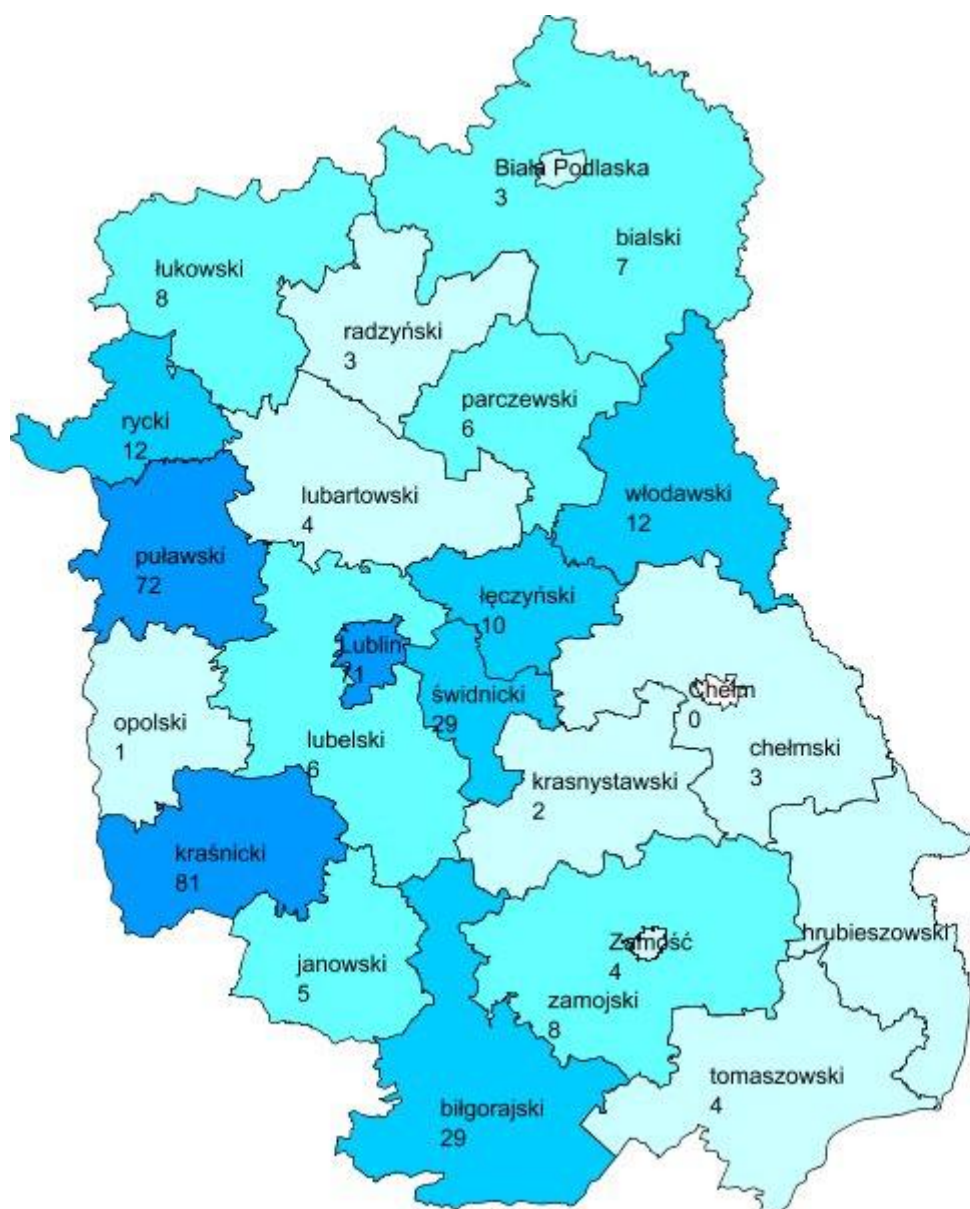 Biała Podlaska
3
bialski
7
łukowski
8
radzyński
3
parczewski
6
rycki
12
włodawski
12
lubartowski
4
puławski
72
łęczyński
10
Lublin
71
świdnicki
29
Chełm
0
opolski
1
lubelski
6
chełmski
3
krasnystawski
2
kraśnicki
81
hrubieszowski
Zamość
4
janowski
5
zamojski
8
tomaszowski
4
biłgorajski
29